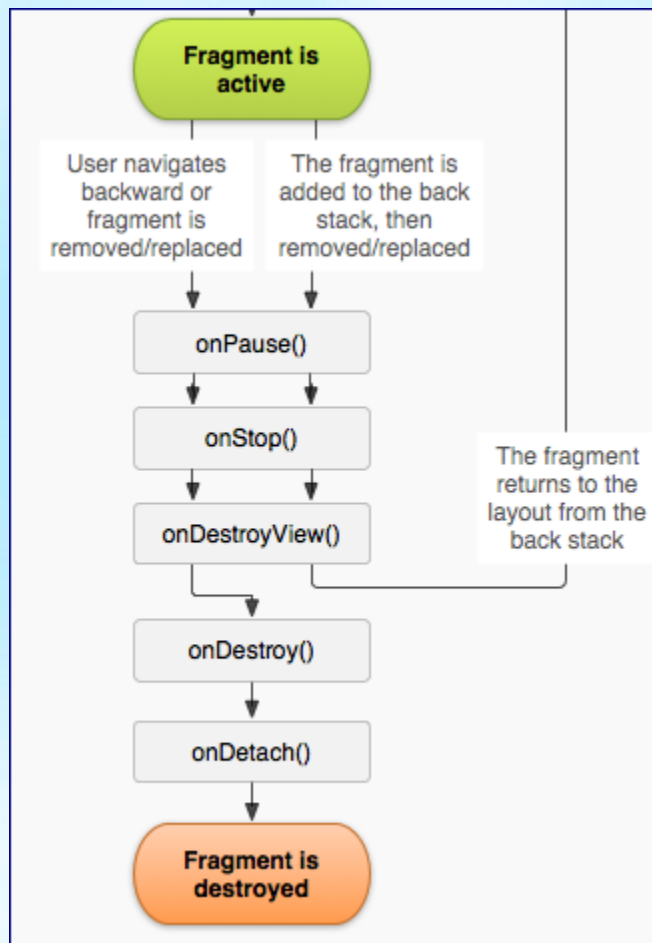 Fragment is
active
User navigates
backward or
fragment is
removed/replaced
The fragment is
added to the back
stack, then
removed/replaced
onPause()
onStop()
The fragment
returns to the
layout from the
back stack
onDestroyView()
onDestroy()
onDetach()
Fragment is
destroyed